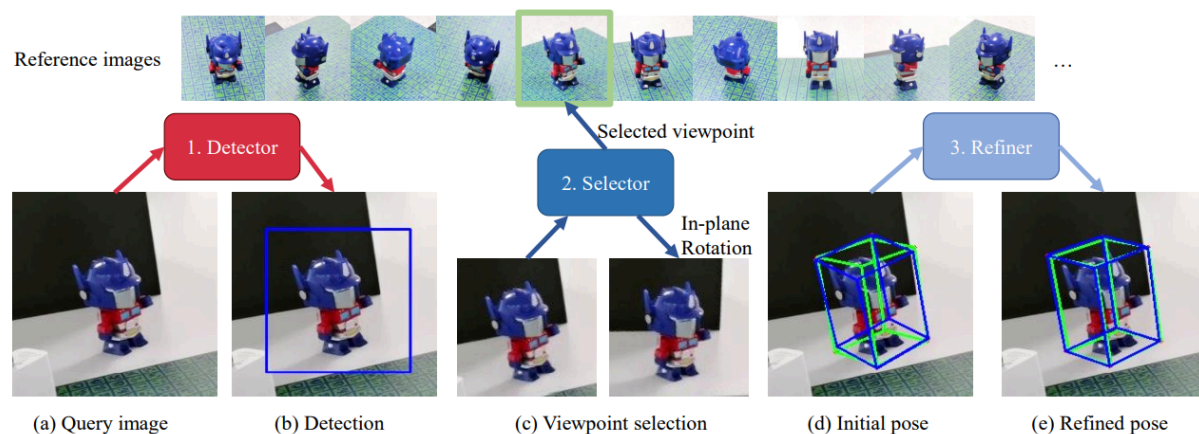 Reference images
...
1. Detector
Selected viewpoint
2. Selector
3. Refiner
In-plane
Rotation
(a) Query image
(b) Detection
(c) Viewpoint selection
(d) Initial pose
(e) Refined pose